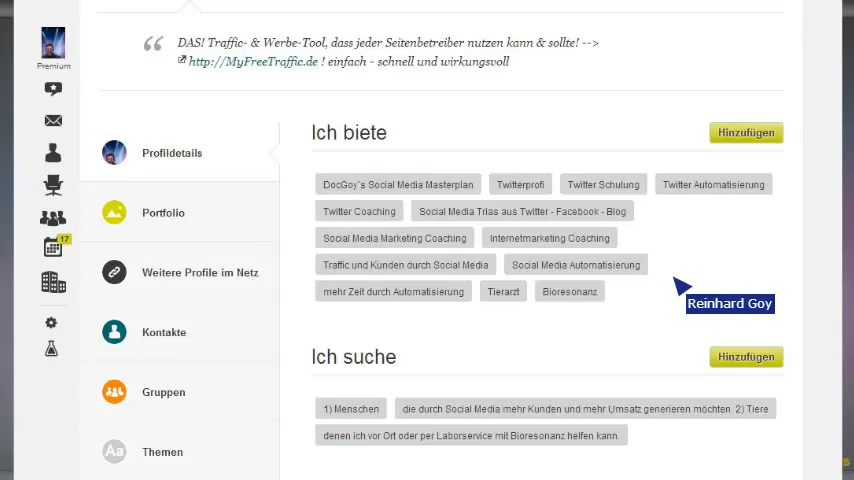 DAS! Traffic- & Werbe-Tool, dass jeder Seitenbetreiber nutzen kann & sollte! -->
http://MyFreeTraffic.de ! einfach - schnell und wirkungsvoll
Premium
17
Profildetails
Portfolio
Weitere Profile im Netz
Kontakte
Gruppen
Aa Themen
Ich biete
Hinzufügen
DocGoy´s Social Media Masterplan Twitterprofi Twitter Schulung Twitter Automatisierung
Twitter Coaching Social Media Trias aus Twitter - Facebook - Blog
Social Media Marketing Coaching Internetmarketing Coaching
Traffic und Kunden durch Social Media Social Media Automatisierung
mehr Zeit durch Automatisierung Tierarzt Bioresonanz
Reinhard Goy
Ich suche
Hinzufügen
1) Menschen die durch Social Media mehr Kunden und mehr Umsatz generieren möchten. 2) Tiere
denen ich vor Ort oder per Laborservice mit Bioresonanz helfen kann.